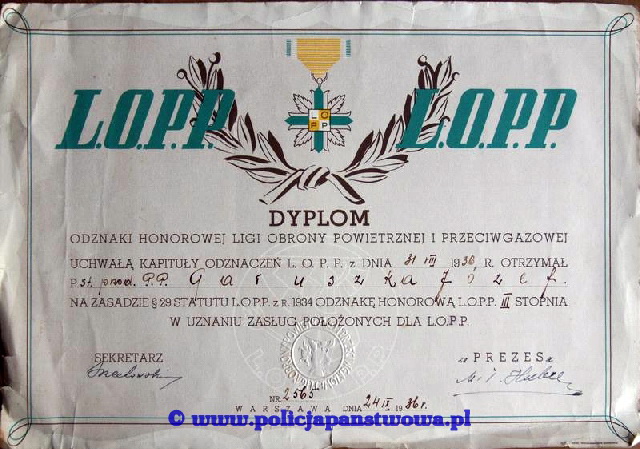 L.O.P.P. L.O.P.P.
L O
P P
DYPLOM
ODZNAKI HONOROWEJ LIGI OBRONY POWIETRZNEJ I PRZECIWGAZOWEJ
UCHWAŁĄ KAPITUŁY ODZNACZEŃ L.O.P.P. Z DNIA 31 III 1936 R. OTRZYMAŁ
P. st. przod. P.P. Garuszka Józef.
NA ZASADZIE § 29 STATUTU L.O.P.P. Z R. 1934 ODZNAKĘ HONOROWĄ L.O.P.P. III STOPNIA
W UZNANIU ZASŁUG POŁOŻONYCH DLA L.O.P.P.
SEKRETARZ PREZES
NR. 2565
WARSZAWA DNIA 24 II 1936 r.
© www.policjapanstwowa.pl